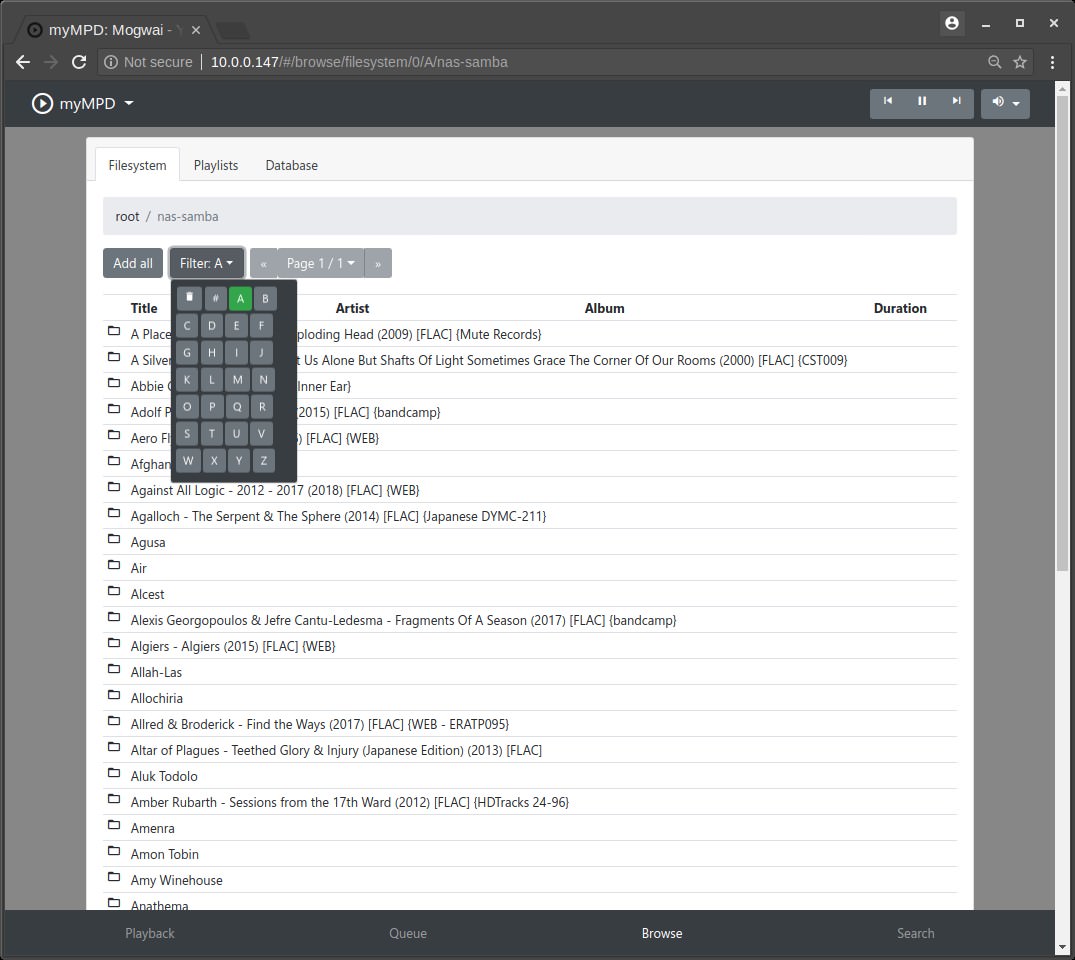 myMPD: Mogwai -
Not secure | 10.0.0.147/#/browse/filesystem/0/A/nas-samba
myMPD
Filesystem Playlists Database
root / nas-samba
Add all Filter: A « Page 1 / 1 »
# A B
C D E F
G H I J
K L M N
O P Q R
S T U V
W X Y Z
Title Artist Album Duration
A Place ploding Head (2009) [FLAC] {Mute Records}
A Silver t Us Alone But Shafts Of Light Sometimes Grace The Corner Of Our Rooms (2000) [FLAC] {CST009}
Abbie Inner Ear}
Adolf P 2015) [FLAC] {bandcamp}
Aero Fl ) [FLAC] {WEB}
Afghan
Against All Logic - 2012 - 2017 (2018) [FLAC] {WEB}
Agalloch - The Serpent & The Sphere (2014) [FLAC] {Japanese DYMC-211}
Agusa
Air
Alcest
Alexis Georgopoulos & Jefre Cantu-Ledesma - Fragments Of A Season (2017) [FLAC] {bandcamp}
Algiers - Algiers (2015) [FLAC] {WEB}
Allah-Las
Allochiria
Allred & Broderick - Find the Ways (2017) [FLAC] {WEB - ERATP095}
Altar of Plagues - Teethed Glory & Injury (Japanese Edition) (2013) [FLAC]
Aluk Todolo
Amber Rubarth - Sessions from the 17th Ward (2012) [FLAC] {HDTracks 24-96}
Amenra
Amon Tobin
Amy Winehouse
Anathema
Playback Queue Browse Search